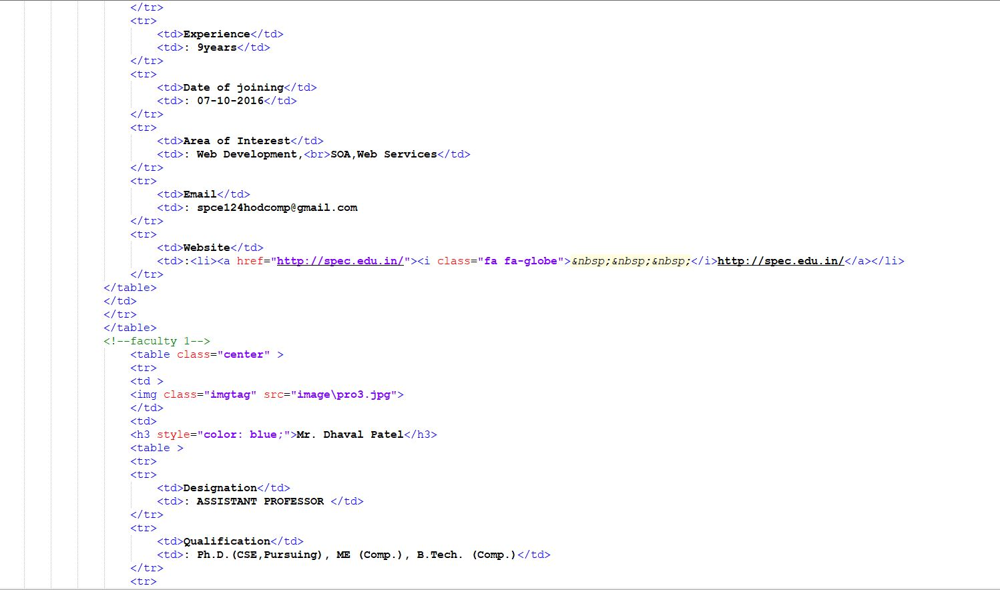 </tr>
<tr>
<td>Experience</td>
<td>: 9years</td>
</tr>
<tr>
<td>Date of joining</td>
<td>: 07-10-2016</td>
</tr>
<tr>
<td>Area of Interest</td>
<td>: Web Development,<br>SOA,Web Services</td>
</tr>
<tr>
<td>Email</td>
<td>: spce124hodcomp@gmail.com
</tr>
<tr>
<td>Website</td>
<td>:<li><a href="http://spec.edu.in/"><i class="fa fa-globe">&nbsp;&nbsp;&nbsp;</i>http://spec.edu.in/</a></li>
</tr>
</table>
</td>
</tr>
</table>
<!--faculty 1-->
<table class="center" >
<tr>
<td >
<img class="imgtag" src="image\pro3.jpg">
</td>
<td>
<h3 style="color: blue;">Mr. Dhaval Patel</h3>
<table >
<tr>
<tr>
<td>Designation</td>
<td>: ASSISTANT PROFESSOR </td>
</tr>
<tr>
<td>Qualification</td>
<td>: Ph.D.(CSE,Pursuing), ME (Comp.), B.Tech. (Comp.)</td>
</tr>
<tr>